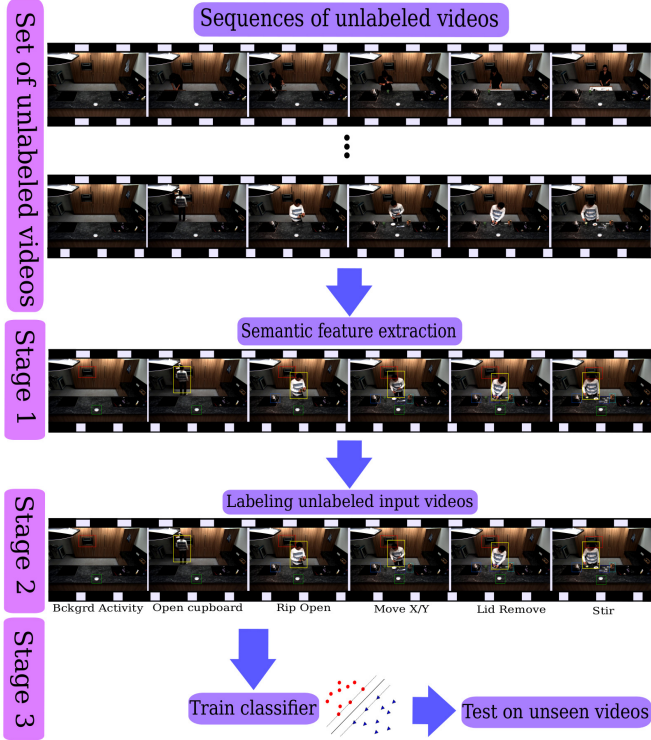 Set of unlabeled videos
Sequences of unlabeled videos
Stage 1
Semantic feature extraction
Stage 2
Labeling unlabeled input videos
Bckgrd Activity
Open cupboard
Rip Open
Move X/Y
Lid Remove
Stir
Stage 3
Train classifier
Test on unseen videos